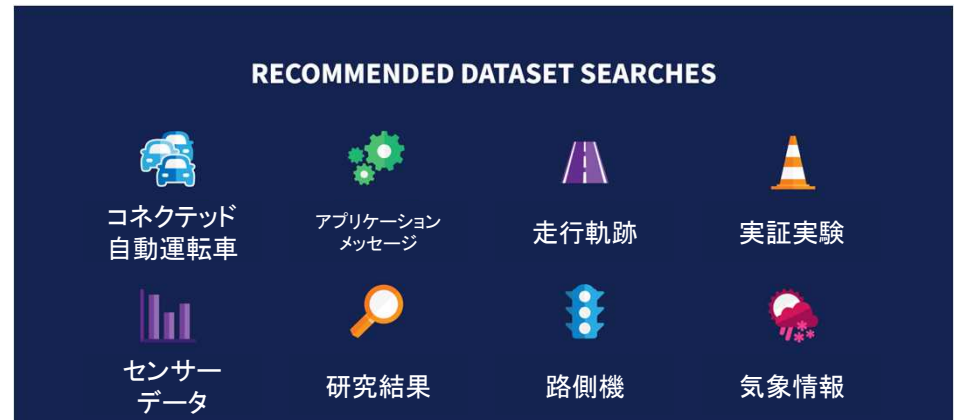 RECOMMENDED DATASET SEARCHES
コネクテッド
自動運転車
アプリケーション
メッセージ
走行軌跡
実証実験
センサー
データ
研究結果
路側機
気象情報